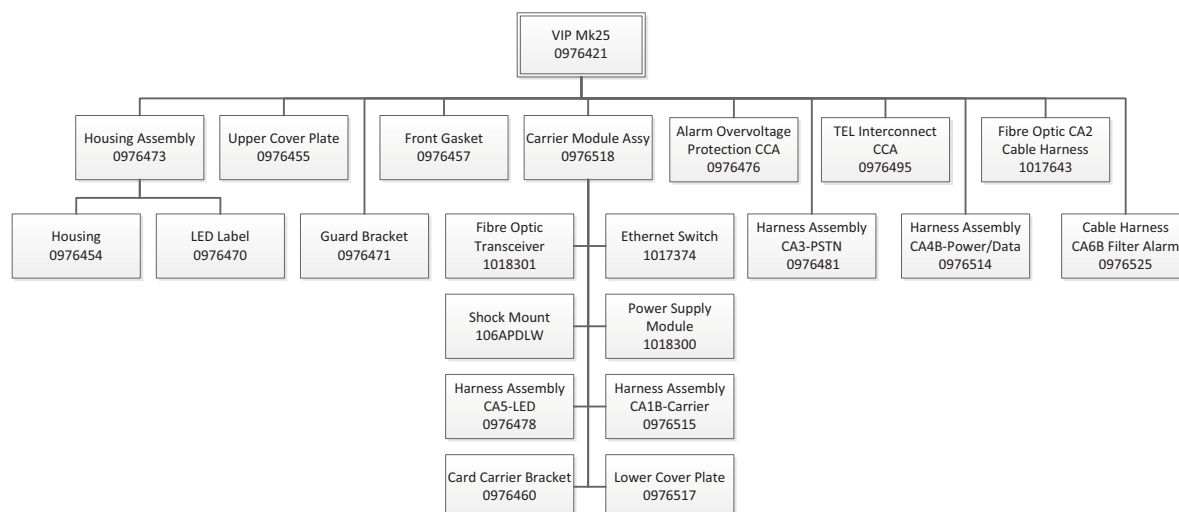 VIP Mk25
0976421
Housing Assembly
0976473
Upper Cover Plate
0976455
Front Gasket
0976457
Carrier Module Assy
0976518
Alarm Overvoltage
Protection CCA
0976476
TEL Interconnect
CCA
0976495
Fibre Optic CA2
Cable Harness
1017643
Housing
0976454
LED Label
0976470
Guard Bracket
0976471
Fibre Optic
Transceiver
1018301
Ethernet Switch
1017374
Harness Assembly
CA3-PSTN
0976481
Harness Assembly
CA4B-Power/Data
0976514
Cable Harness
CA6B Filter Alarm
0976525
Shock Mount
106APDLW
Power Supply
Module
1018300
Harness Assembly
CA5-LED
0976478
Harness Assembly
CA1B-Carrier
0976515
Card Carrier Bracket
0976460
Lower Cover Plate
0976517